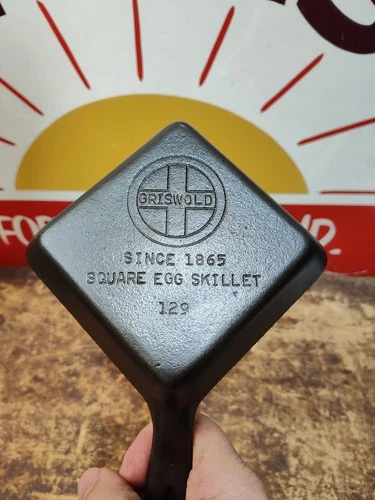 GRISWOLD
SINCE 1865
SQUARE EGG SKILLET
129